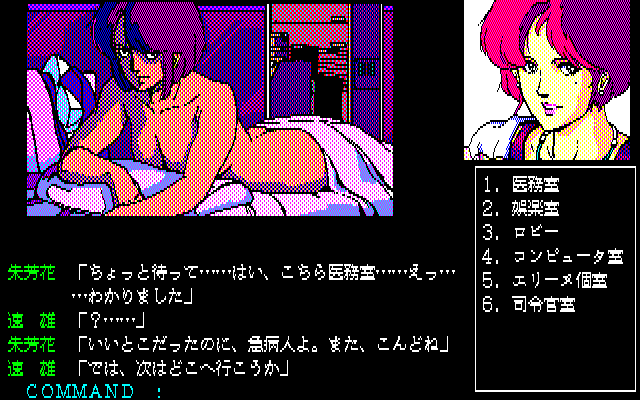 1. 医務室
2. 娯楽室
3. ロビー
4. コンピュータ室
5. エリーヌ個室
6. 司令官室
朱芳花 「ちょっと待って……はい、こちら医務室……えっ…
…わかりました」
速 雄 「？……」
朱芳花 「いいとこだったのに、急病人よ。また、こんどね」
速 雄 「では、次はどこへ行こうか」
COMMAND :